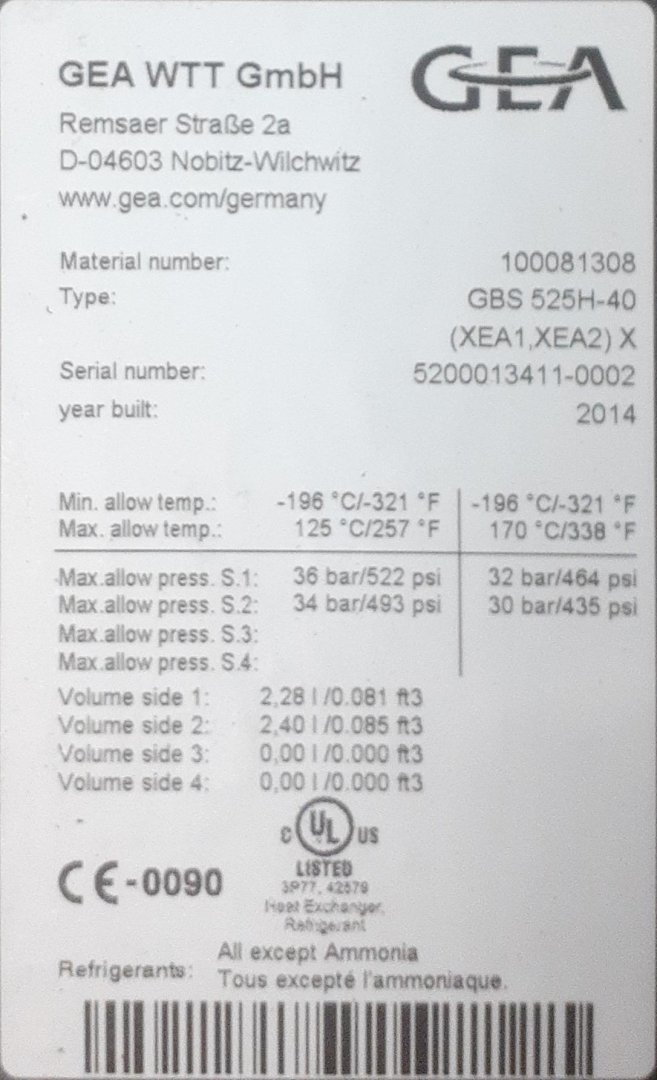 GEA WTT GmbH
GEA
Remsaer Straße 2a
D-04603 Nobitz-Wilchwitz
www.gea.com/germany
Material number: 100081308
Type: GBS 525H-40
(XEA1,XEA2) X
Serial number: 5200013411-0002
year built: 2014
Min. allow temp.: -196 °C/-321 °F -196 °C/-321 °F
Max. allow temp.: 125 °C/257 °F 170 °C/338 °F
Max.allow press. S.1: 36 bar/522 psi 32 bar/464 psi
Max.allow press. S.2: 34 bar/493 psi 30 bar/435 psi
Max.allow press. S.3:
Max.allow press. S.4:
Volume side 1: 2,28 l /0.081 ft3
Volume side 2: 2,40 l /0.085 ft3
Volume side 3: 0,00 l /0.000 ft3
Volume side 4: 0,00 l /0.000 ft3
C UL US
LISTED
CE-0090
3P77, 42579
Heat Exchanger,
Refrigerant
Refrigerants: All except Ammonia
Tous excepté l'ammoniaque.